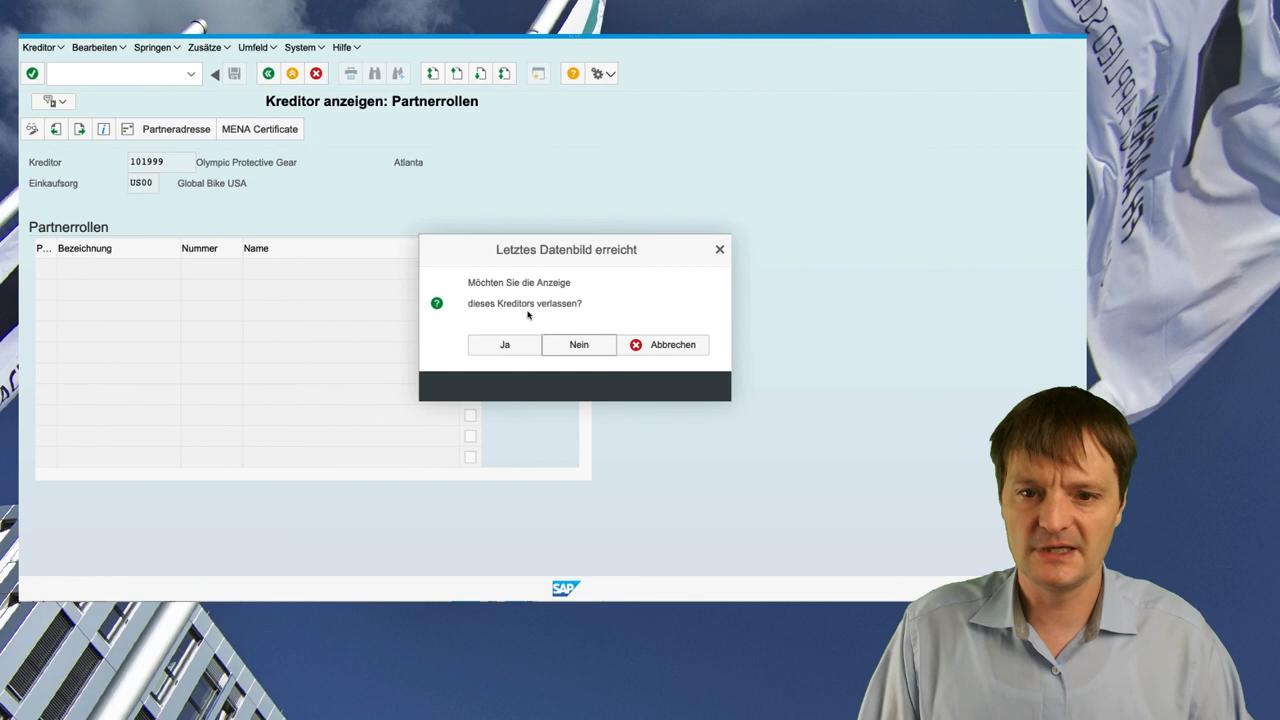 Kreditor Bearbeiten Springen Zusätze Umfeld System Hilfe
Kreditor anzeigen: Partnerrollen
Partneradresse MENA Certificate
Kreditor 101999 Olympic Protective Gear Atlanta
Einkaufsorg US00 Global Bike USA
Partnerrollen
P... Bezeichnung Nummer Name
Letztes Datenbild erreicht
Möchten Sie die Anzeige
dieses Kreditors verlassen?
Ja Nein Abbrechen
SAP